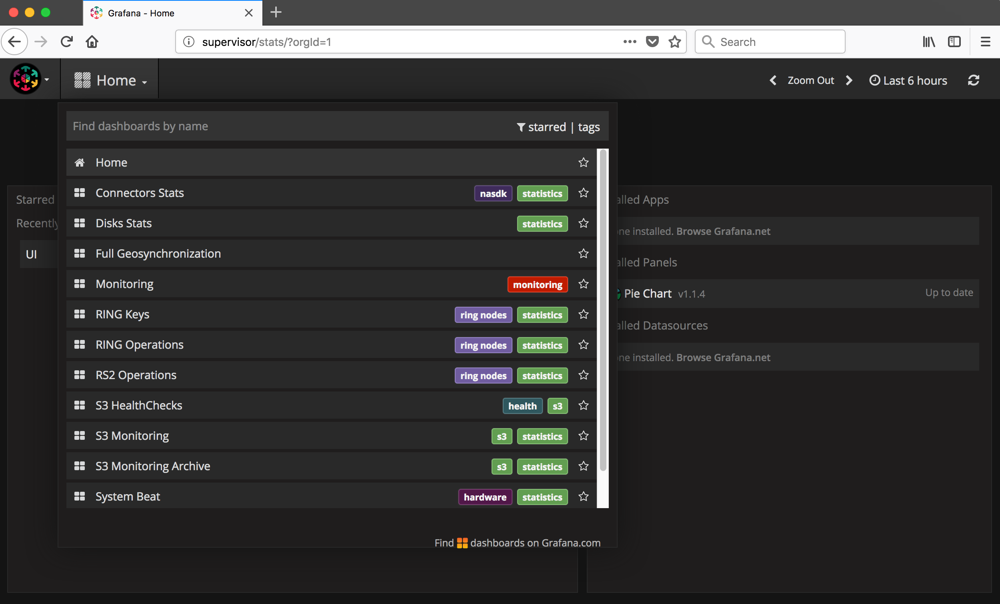 Grafana - Home
supervisor/stats/?orgId=1
Search
Home
Zoom Out
Last 6 hours
Find dashboards by name
starred | tags
Home
Connectors Stats nasdk statistics
Disks Stats statistics
Full Geosynchronization
Monitoring monitoring
RING Keys ring nodes statistics
RING Operations ring nodes statistics
RS2 Operations ring nodes statistics
S3 HealthChecks health s3
S3 Monitoring s3 statistics
S3 Monitoring Archive s3 statistics
System Beat hardware statistics
Find dashboards on Grafana.com
Starred
Recently
UI
alled Apps
one installed. Browse Grafana.net
alled Panels
Pie Chart v1.1.4 Up to date
alled Datasources
one installed. Browse Grafana.net